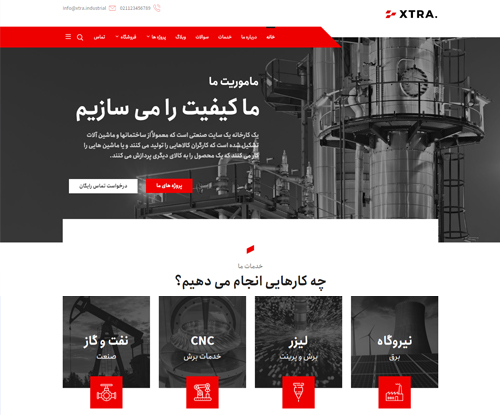 XTRA.
021123456789 info@xtra.industrial
خانه درباره ما خدمات سوالات وبلاگ پروژه ها فروشگاه تماس
ماموریت ما
ما کیفیت را می سازیم
یک کارخانه یک سایت صنعتی است که معمولاً از ساختمانها و ماشین آلات
تشکیل شده است که کارگران کالاهایی را تولید می کنند و یا ماشین هایی را
کار می کنند که یک محصول را به کالای دیگری پردازش می کنند.
پروژه های ما
درخواست تماس رایگان
خدمات ما
چه کارهایی انجام می دهیم؟
نیروگاه
برق
لیزر
برش و پرینت
CNC
خدمات برش
نفت و گاز
صنعت